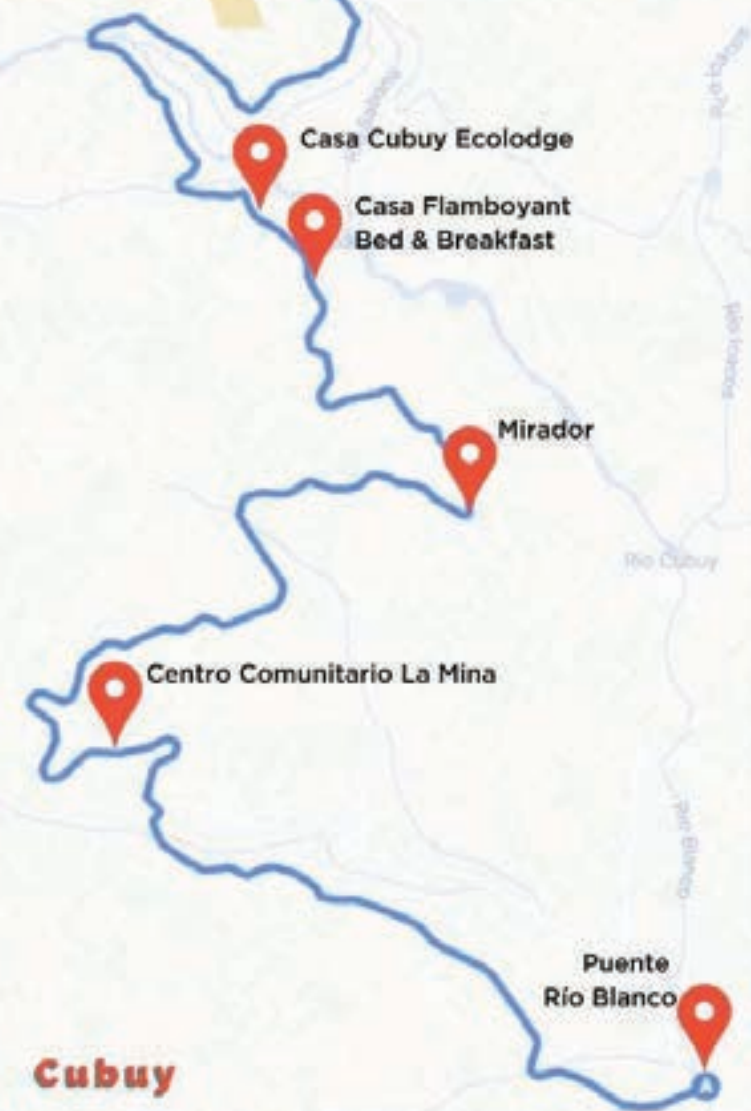 Casa Cubuy Ecolodge
Casa Flamboyant
Bed & Breakfast
Mirador
Río Cubuy
Centro Comunitario La Mina
Río Blanco
Puente
Río Blanco
A
Cubuy